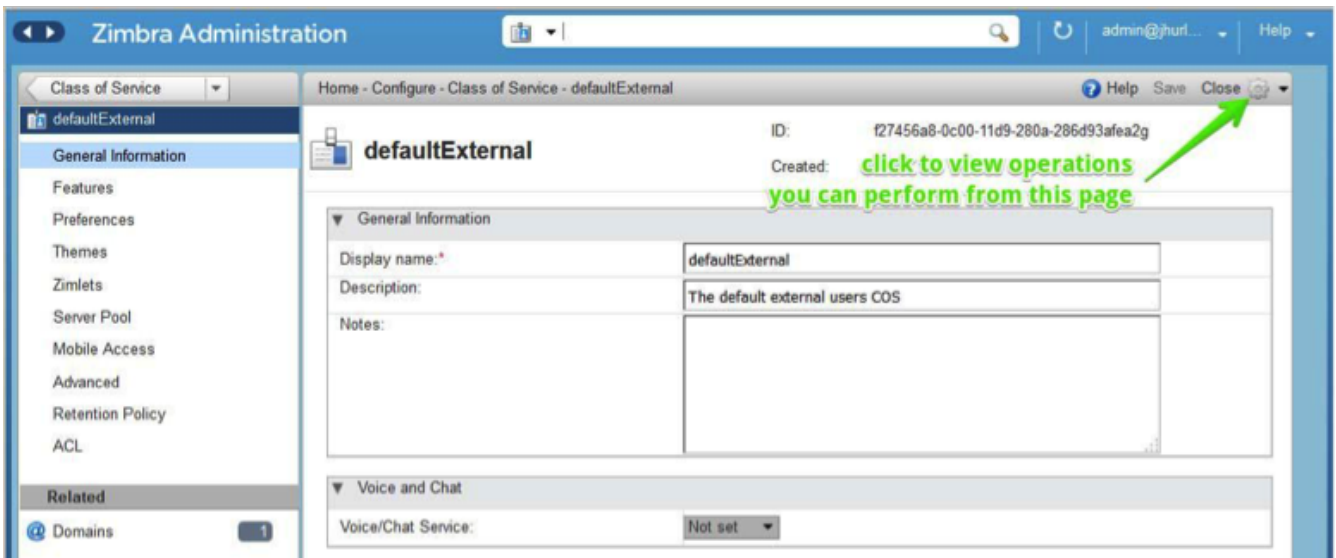 Zimbra Administration
admin@jhurl...
Help
Class of Service
Home - Configure - Class of Service - defaultExternal
Help Save Close
defaultExternal
General Information
Features
Preferences
Themes
Zimlets
Server Pool
Mobile Access
Advanced
Retention Policy
ACL
Related
Domains 1
defaultExternal
ID: f27456a8-0c00-11d9-280a-286d93afea2g
Created:
click to view operations
you can perform from this page
General Information
Display name:* defaultExternal
Description: The default external users COS
Notes:
Voice and Chat
Voice/Chat Service: Not set